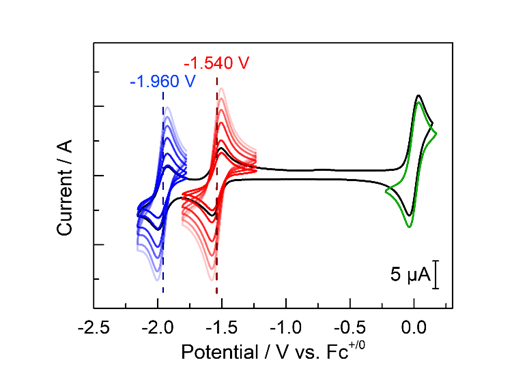 -1.540 V
-1.960 V
Current / A
5 µA
-2.5 -2.0 -1.5 -1.0 -0.5 0.0
Potential / V vs. Fc+/0